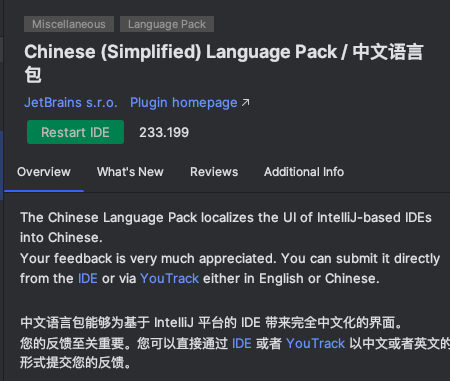 Miscellaneous Language Pack
Chinese (Simplified) Language Pack / 中文语言
包
JetBrains s.r.o. Plugin homepage ↗
Restart IDE 233.199
Overview What's New Reviews Additional Info
The Chinese Language Pack localizes the UI of IntelliJ-based IDEs
into Chinese.
Your feedback is very much appreciated. You can submit it directly
from the IDE or via YouTrack either in English or Chinese.
中文语言包能够为基于 IntelliJ 平台的 IDE 带来完全中文化的界面。
您的反馈至关重要。您可以直接通过 IDE 或者 YouTrack 以中文或者英文的
形式提交您的反馈。